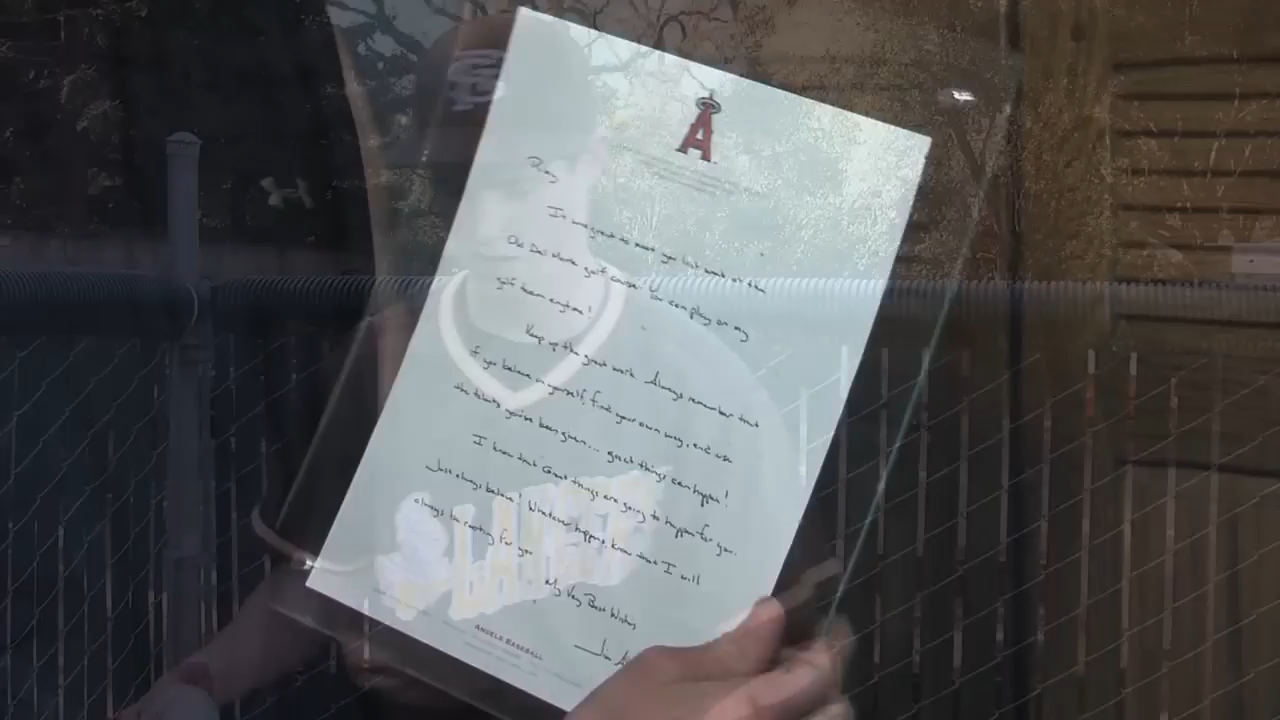 A
It was great to meet you last week at the
Old Del Monte golf course. You can play on my
golf team anytime!
Keep up the great work. Always remember that
if you believe in yourself, find your own way, and use
the talents you've been given... great things can happen!
I know that Great things are going to happen for you.
Just always believe! Whatever happens, know that I will
always be rooting for you
My Very Best Wishes
ANGELS BASEBALL